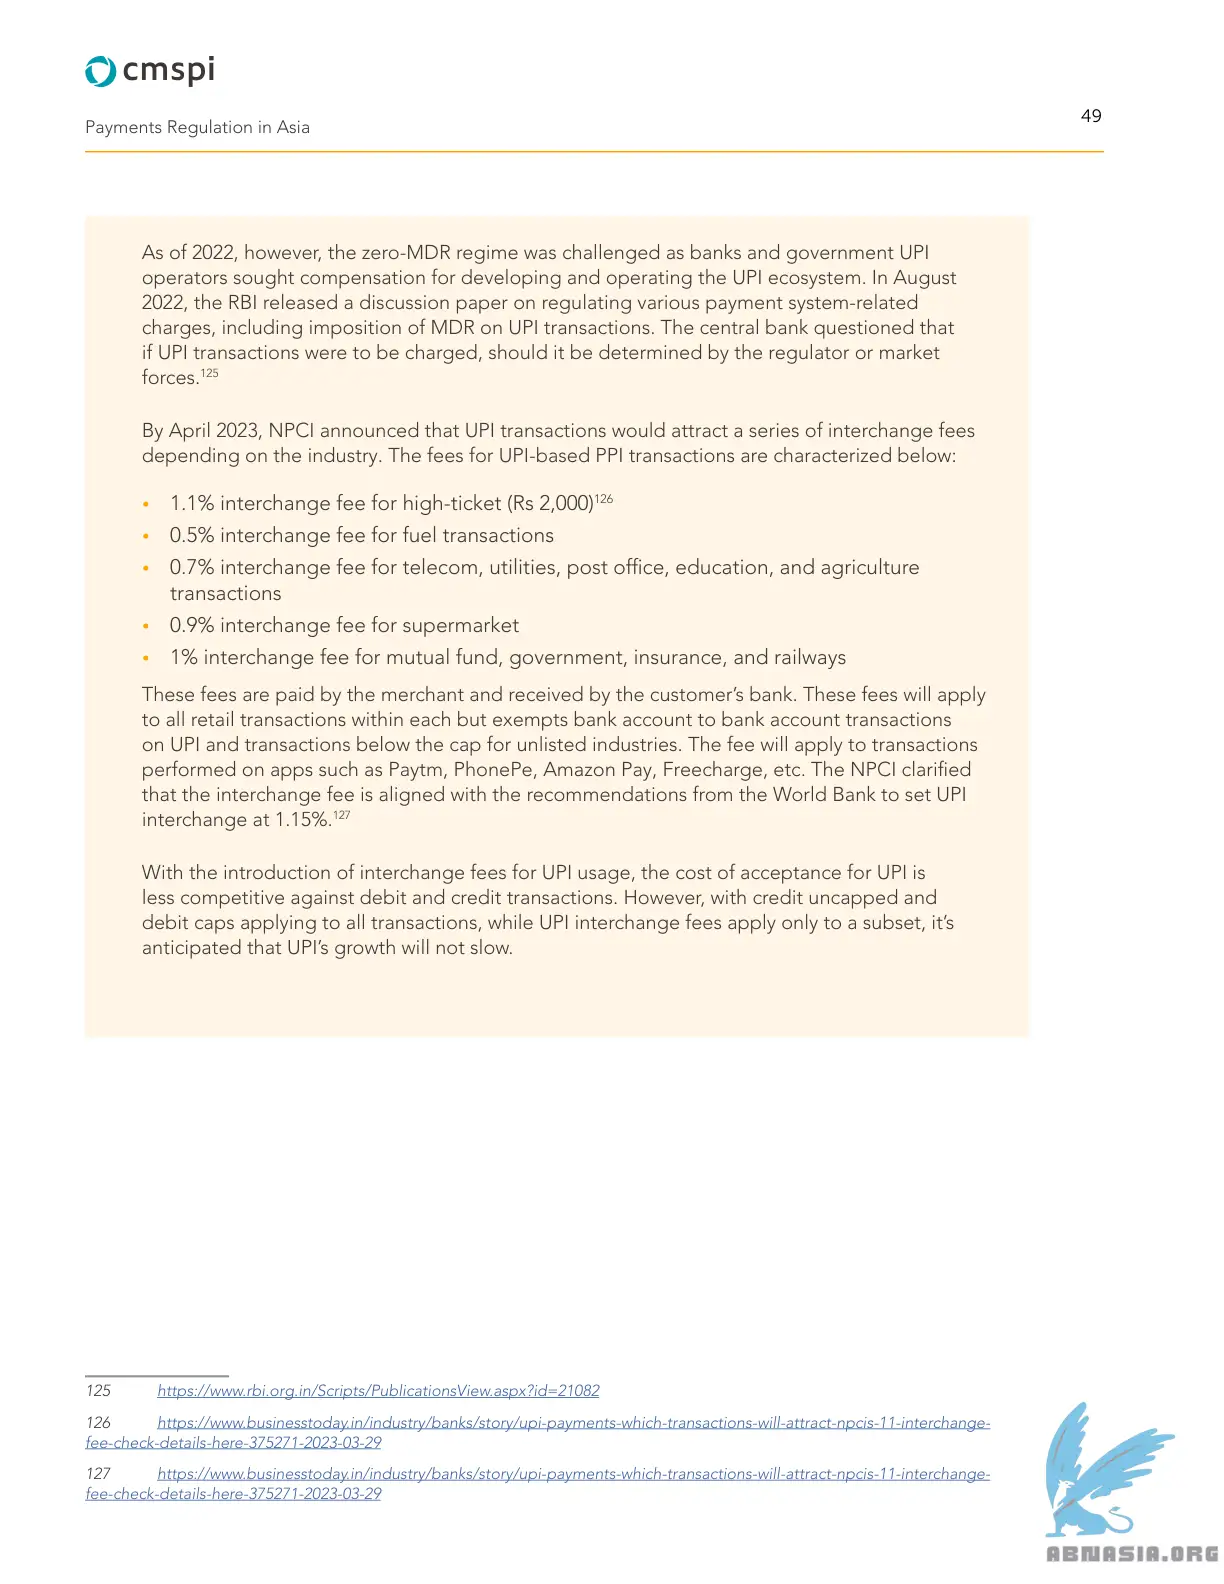 cmspi
49
Payments Regulation in Asia
As of 2022, however, the zero-MDR regime was challenged as banks and government UPI
operators sought compensation for developing and operating the UPI ecosystem. In August
2022, the RBI released a discussion paper on regulating various payment system-related
charges, including imposition of MDR on UPI transactions. The central bank questioned that
if UPI transactions were to be charged, should it be determined by the regulator or market
forces.125
By April 2023, NPCI announced that UPI transactions would attract a series of interchange fees
depending on the industry. The fees for UPI-based PPI transactions are characterized below:
• 1.1% interchange fee for high-ticket (Rs 2,000)126
• 0.5% interchange fee for fuel transactions
• 0.7% interchange fee for telecom, utilities, post office, education, and agriculture
transactions
• 0.9% interchange fee for supermarket
• 1% interchange fee for mutual fund, government, insurance, and railways
These fees are paid by the merchant and received by the customer’s bank. These fees will apply
to all retail transactions within each but exempts bank account to bank account transactions
on UPI and transactions below the cap for unlisted industries. The fee will apply to transactions
performed on apps such as Paytm, PhonePe, Amazon Pay, Freecharge, etc. The NPCI clarified
that the interchange fee is aligned with the recommendations from the World Bank to set UPI
interchange at 1.15%.127
With the introduction of interchange fees for UPI usage, the cost of acceptance for UPI is
less competitive against debit and credit transactions. However, with credit uncapped and
debit caps applying to all transactions, while UPI interchange fees apply only to a subset, it’s
anticipated that UPI’s growth will not slow.
125 https://www.rbi.org.in/Scripts/PublicationsView.aspx?id=21082
126 https://www.businesstoday.in/industry/banks/story/upi-payments-which-transactions-will-attract-npcis-11-interchange-
fee-check-details-here-375271-2023-03-29
127 https://www.businesstoday.in/industry/banks/story/upi-payments-which-transactions-will-attract-npcis-11-interchange-
fee-check-details-here-375271-2023-03-29
ABNASIA.ORG